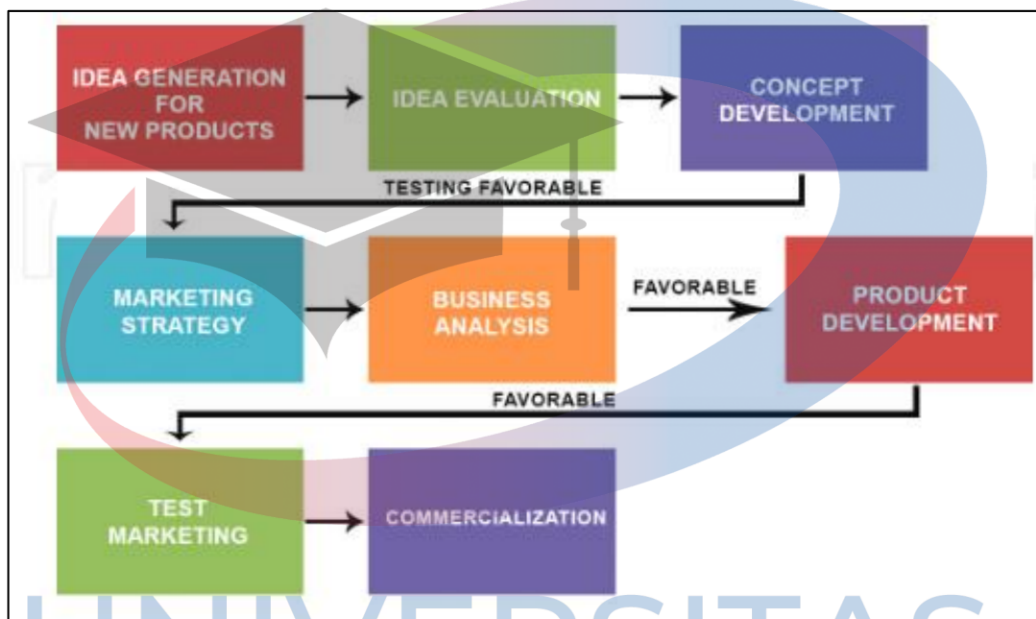 IDEA GENERATION
FOR
NEW PRODUCTS
IDEA EVALUATION
CONCEPT
DEVELOPMENT
TESTING FAVORABLE
MARKETING
STRATEGY
BUSINESS
ANALYSIS
FAVORABLE
PRODUCT
DEVELOPMENT
FAVORABLE
TEST
MARKETING
COMMERCIALIZATION
UNIVERSITAS